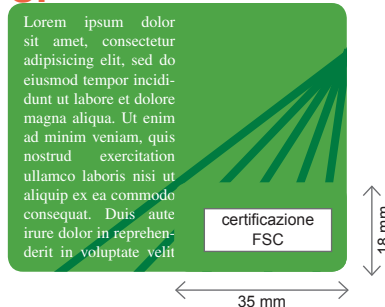 Lorem ipsum dolor
sit amet, consectetur
adipisicing elit, sed do
eiusmod tempor incidi-
dunt ut labore et dolore
magna aliqua. Ut enim
ad minim veniam, quis
nostrud exercitation
ullamco laboris nisi ut
aliquip ex ea commodo
consequat. Duis aute
irure dolor in reprehen-
derit in voluptate velit
certificazione
FSC
18 mm
35 mm